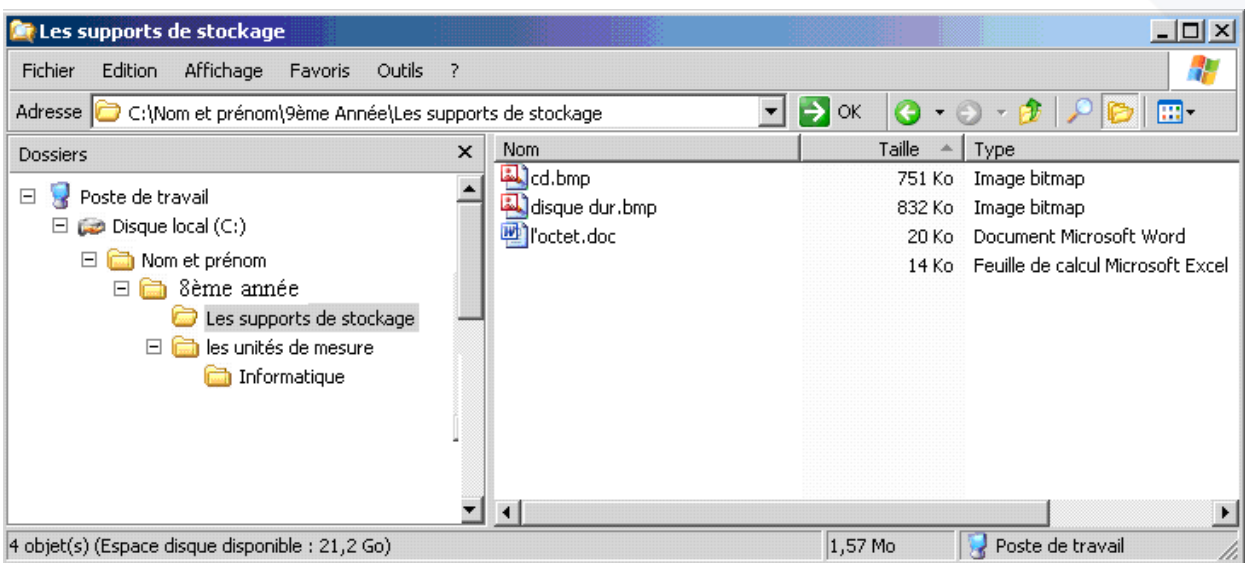 Les supports de stockage
Fichier Edition Affichage Favoris Outils ?
Adresse C:\Nom et prénom\9ème Année\Les supports de stockage OK
Dossiers
Poste de travail
Disque local (C:)
Nom et prénom
8ème année
Les supports de stockage
les unités de mesure
Informatique
Nom Taille Type
cd.bmp 751 Ko Image bitmap
disque dur.bmp 832 Ko Image bitmap
l'octet.doc 20 Ko Document Microsoft Word
14 Ko Feuille de calcul Microsoft Excel
4 objet(s) (Espace disque disponible : 21,2 Go) 1,57 Mo Poste de travail